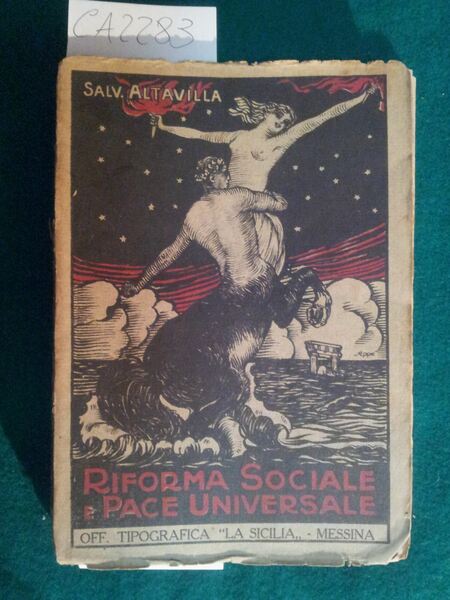 CA2283
SALV. ALTAVILLA
RIFORMA SOCIALE
E PACE UNIVERSALE
OFF. TIPOGRAFICA "LA SICILIA„ - MESSINA